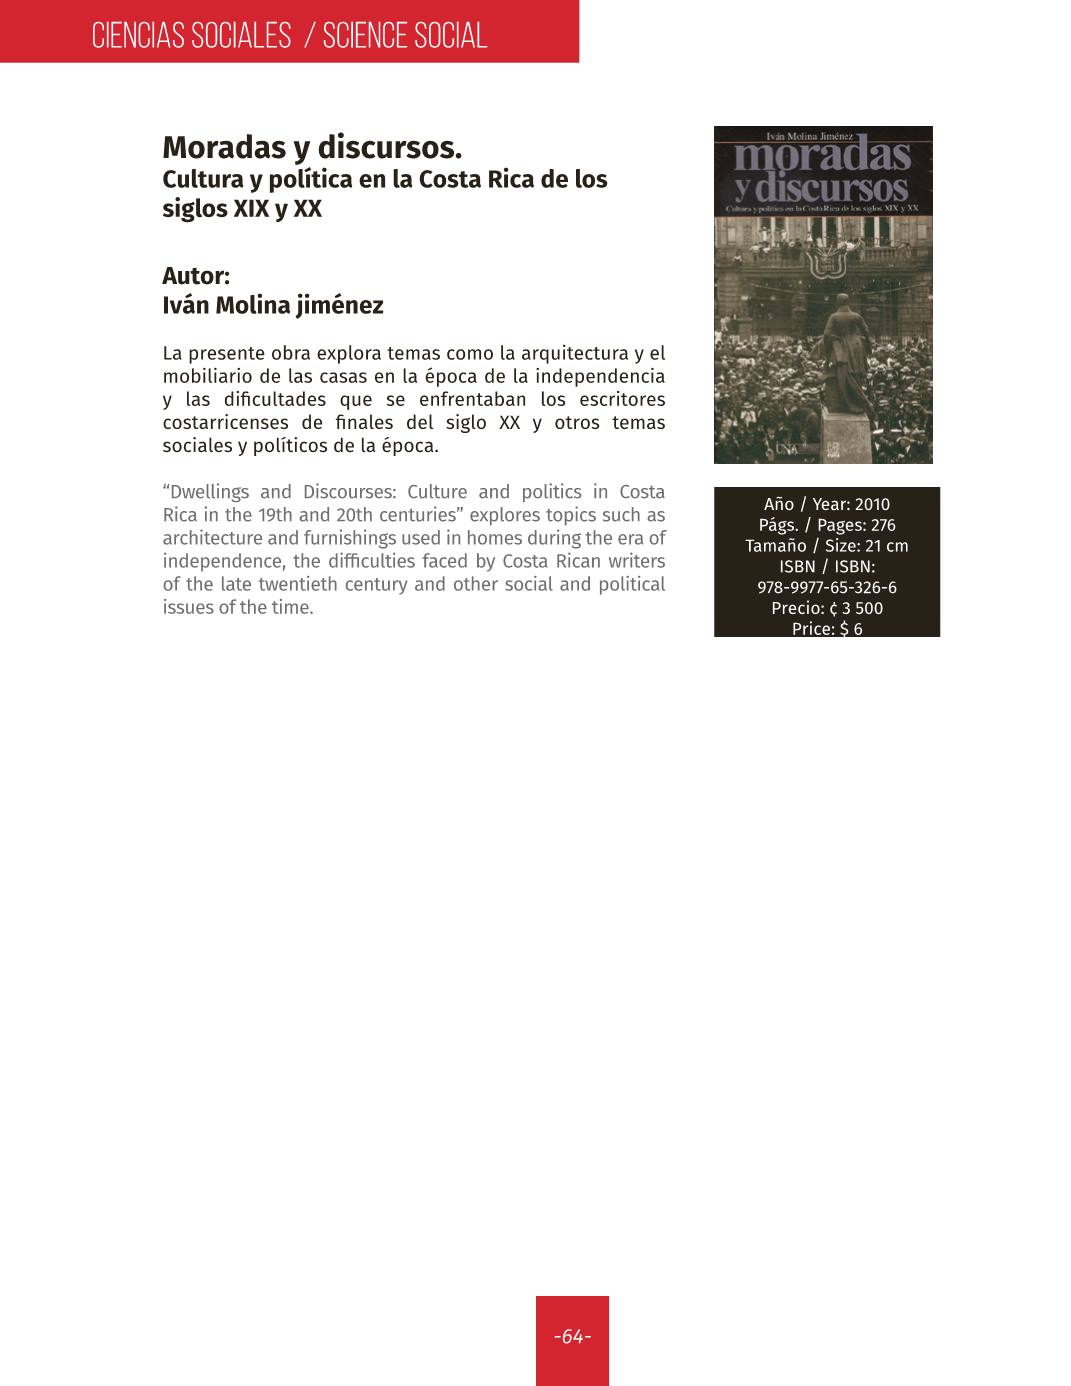 CIENCIAS SOCIALES / SCIENCE SOCIAL
Moradas y discursos.
Cultura y política en la Costa Rica de los
siglos XIX y XX
Autor:
Iván Molina jiménez
La presente obra explora temas como la arquitectura y el
mobiliario de las casas en la época de la independencia
y las dificultades que se enfrentaban los escritores
costarricenses de finales del siglo XX y otros temas
sociales y políticos de la época.
“Dwellings and Discourses: Culture and politics in Costa
Rica in the 19th and 20th centuries” explores topics such as
architecture and furnishings used in homes during the era of
independence, the difficulties faced by Costa Rican writers
of the late twentieth century and other social and political
issues of the time.
Iván Molina Jiménez
moradas
y discursos
Cultura y política en la Costa Rica de los siglos XIX y XX
UNA
Año / Year: 2010
Págs. / Pages: 276
Tamaño / Size: 21 cm
ISBN / ISBN:
978-9977-65-326-6
Precio: ¢ 3 500
Price: $ 6
-64-